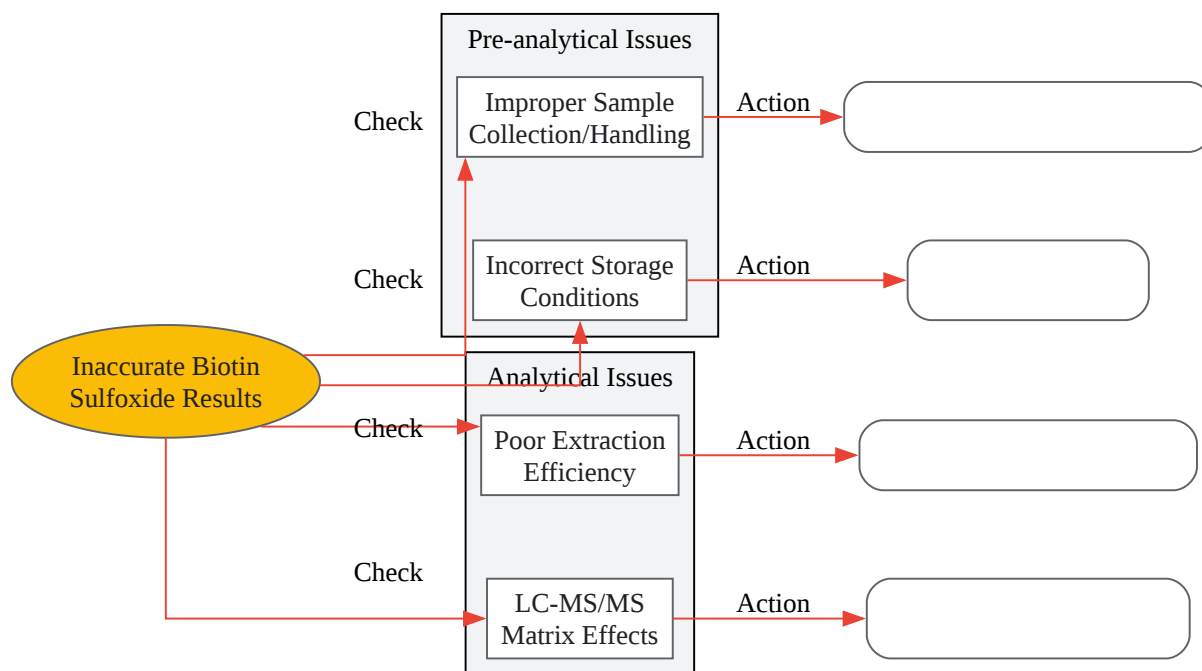 Pre-analytical Issues
Check
Improper Sample
Collection/Handling
Action
Check
Incorrect Storage
Conditions
Action
Inaccurate Biotin
Sulfoxide Results
Analytical Issues
Check
Poor Extraction
Efficiency
Action
Check
LC-MS/MS
Matrix Effects
Action